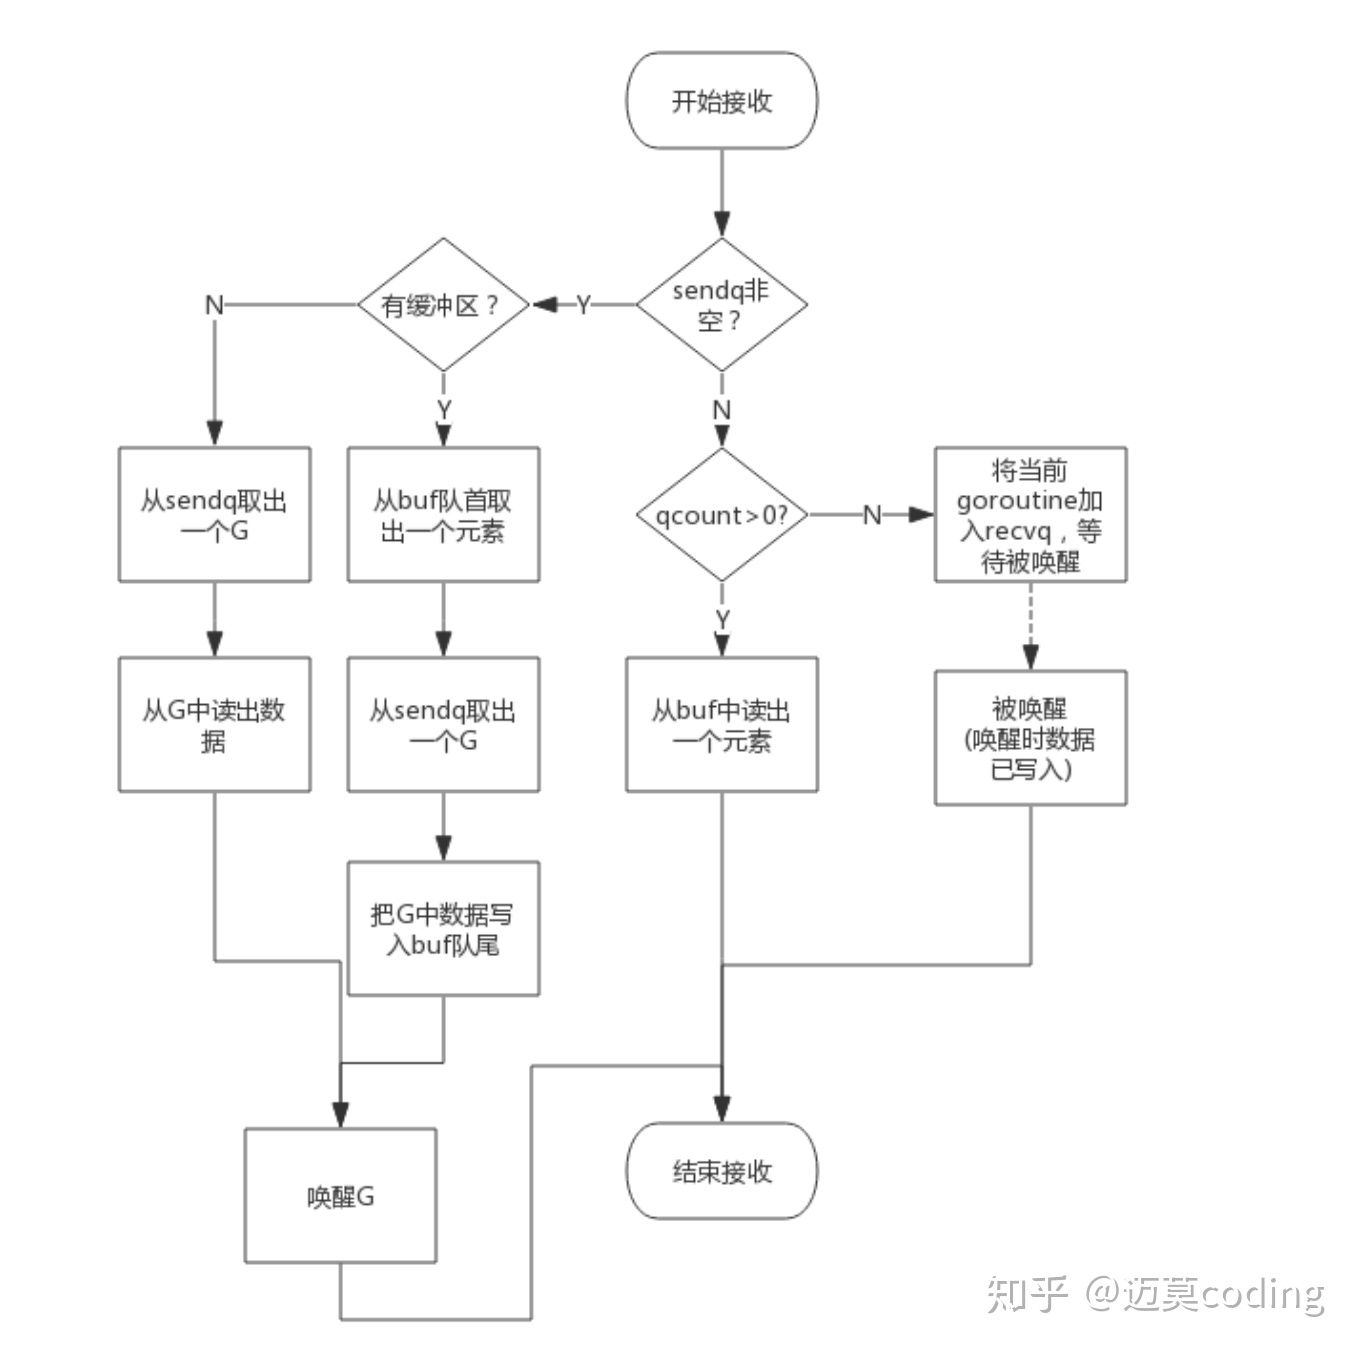 开始接收
sendq非
空？
Y
有缓冲区？
N
Y
N
从sendq取出
一个G
从buf队首取
出一个元素
qcount>0?
N
将当前
goroutine加
入recvq，等
待被唤醒
Y
从G中读出数
据
从sendq取出
一个G
从buf中读出
一个元素
被唤醒
(唤醒时数据
已写入)
把G中数据写
入buf队尾
唤醒G
结束接收
知乎 @迈莫coding